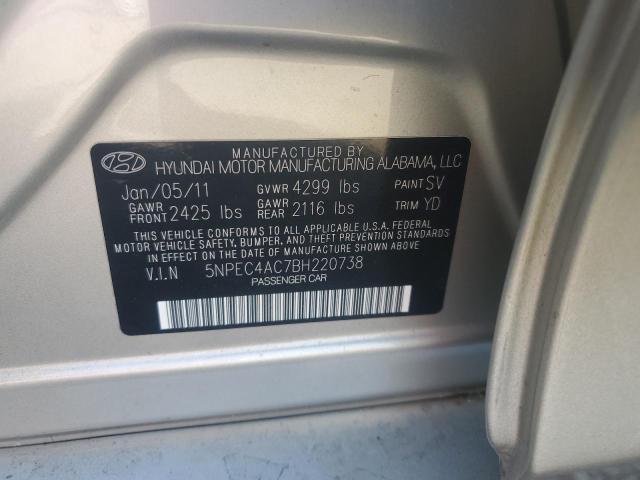 MANUFACTURED BY
HYUNDAI MOTOR MANUFACTURING ALABAMA, LLC
Jan/05/11 GVWR 4299 lbs PAINT SV
GAWR FRONT 2425 lbs GAWR REAR 2116 lbs TRIM YD
THIS VEHICLE CONFORMS TO ALL APPLICABLE U.S.A. FEDERAL
MOTOR VEHICLE SAFETY, BUMPER, AND THEFT PREVENTION STANDARDS
IN EFFECT ON THE DATE OF MANUFACTURE SHOWN ABOVE.
V.I.N 5NPEC4AC7BH220738
PASSENGER CAR